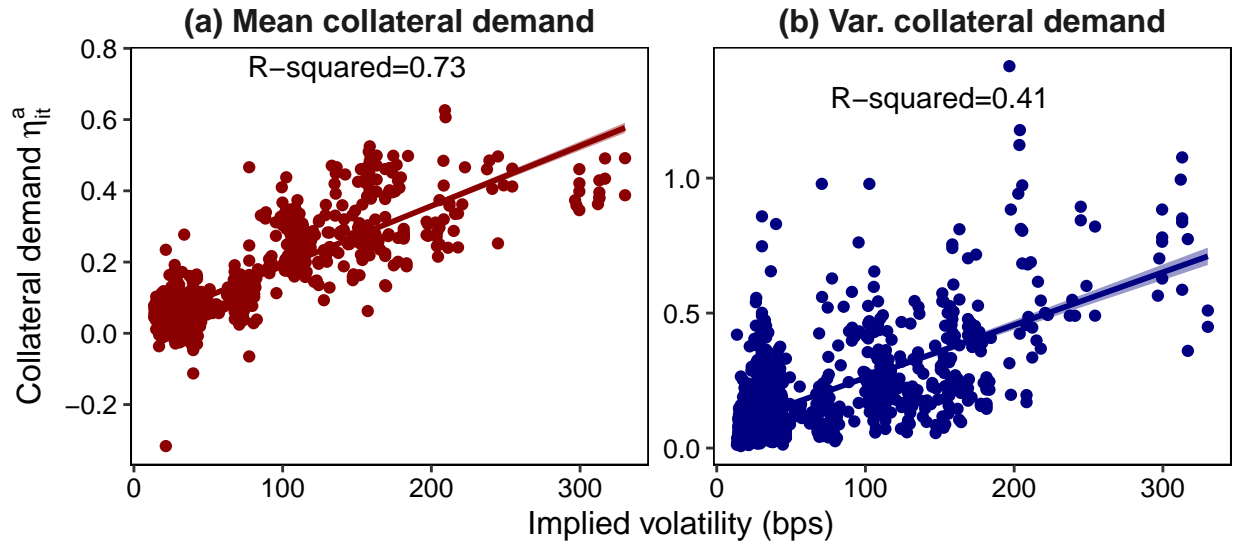 (a) Mean collateral demand
(b) Var. collateral demand
Collateral demand η_it^a
0.8
0.6
0.4
0.2
0.0
−0.2
R−squared=0.73
0
100
200
300
1.0
0.5
0.0
R−squared=0.41
0
100
200
300
Implied volatility (bps)